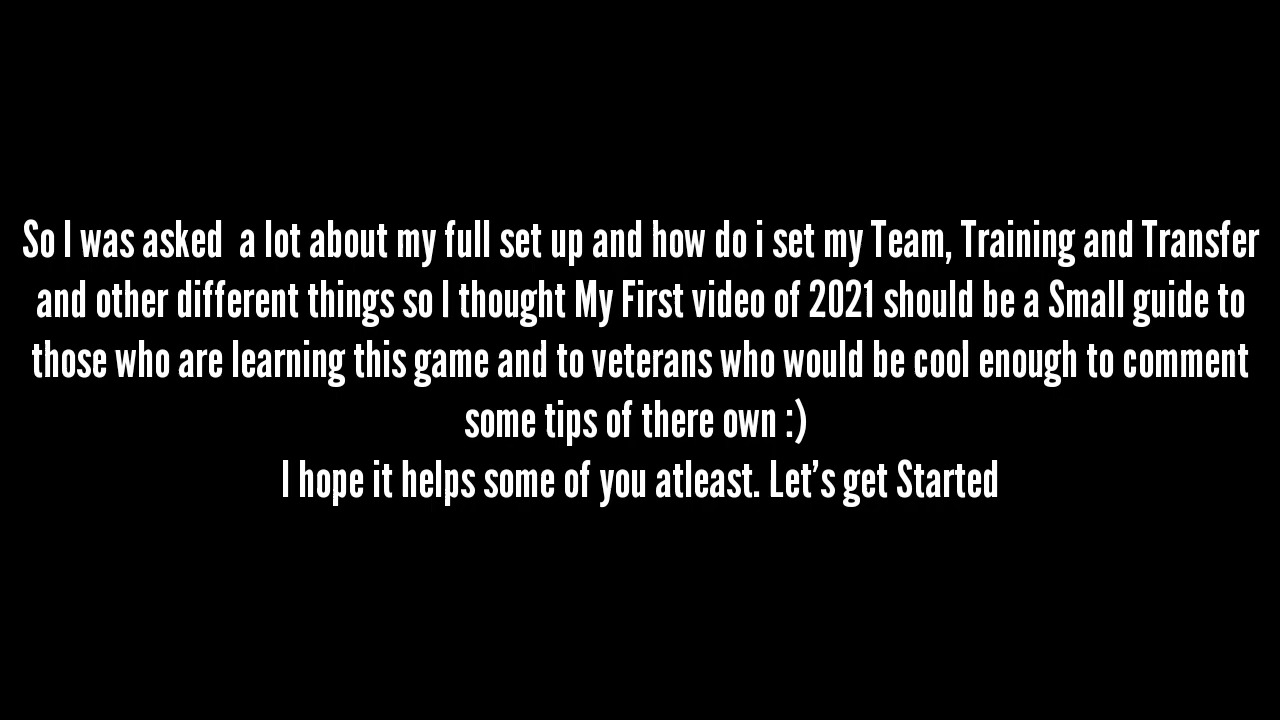 So I was asked  a lot about my full set up and how do i set my Team, Training and Transfer
and other different things so I thought My First video of 2021 should be a Small guide to
those who are learning this game and to veterans who would be cool enough to comment
some tips of there own :)
I hope it helps some of you atleast. Let’s get Started